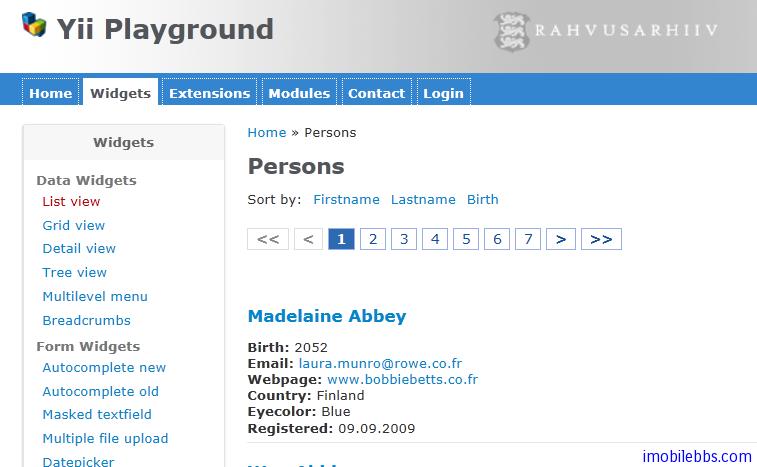 Yii Playground
RAHVUSARHIIV
Home Widgets Extensions Modules Contact Login
Widgets
Data Widgets
List view
Grid view
Detail view
Tree view
Multilevel menu
Breadcrumbs
Form Widgets
Autocomplete new
Autocomplete old
Masked textfield
Multiple file upload
Datepicker
Home » Persons
Persons
Sort by: Firstname Lastname Birth
<< < 1 2 3 4 5 6 7 > >>
Madelaine Abbey
Birth: 2052
Email: laura.munro@rowe.co.fr
Webpage: www.bobbiebetts.co.fr
Country: Finland
Eyecolor: Blue
Registered: 09.09.2009
imobilebbs.com